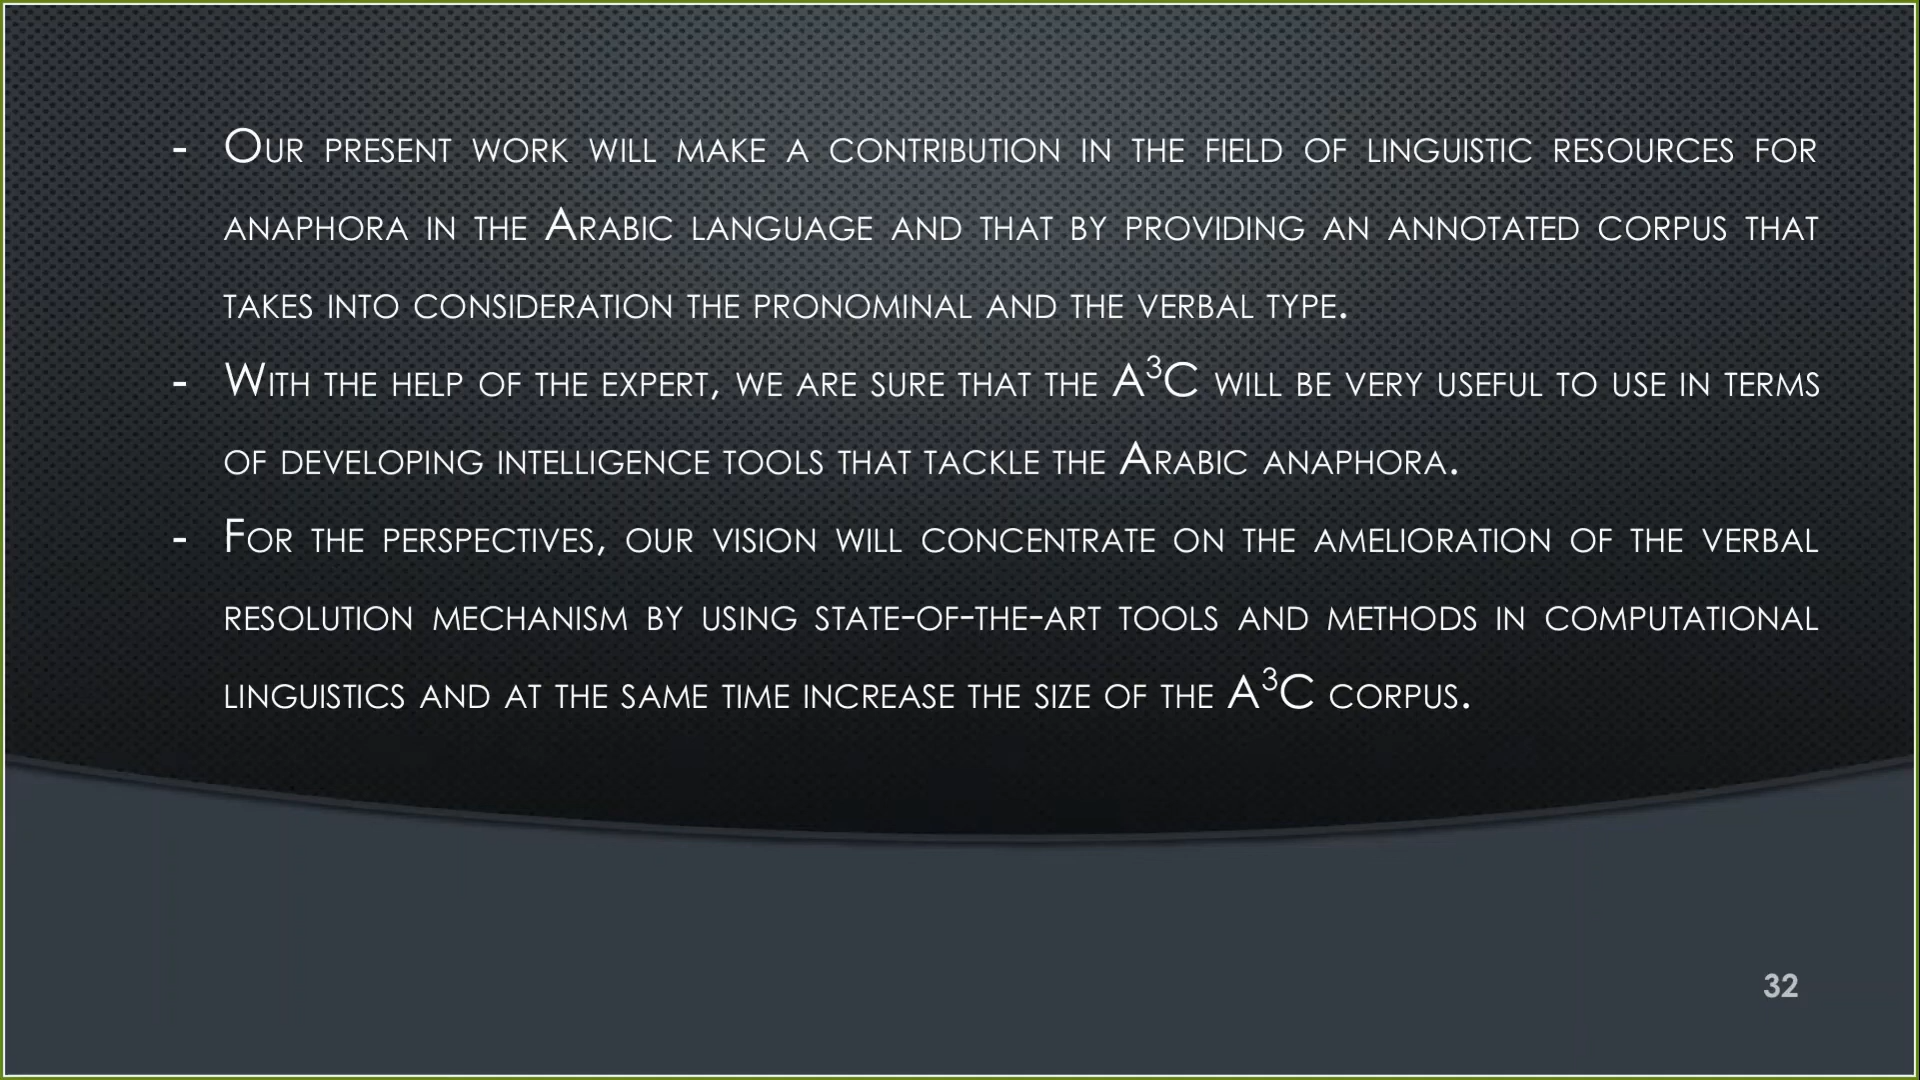 - Our present work will make a contribution in the field of linguistic resources for
anaphora in the Arabic language and that by providing an annotated corpus that
takes into consideration the pronominal and the verbal type.
- With the help of the expert, we are sure that the A³C will be very useful to use in terms
of developing intelligence tools that tackle the Arabic anaphora.
- For the perspectives, our vision will concentrate on the amelioration of the verbal
resolution mechanism by using state-of-the-art tools and methods in computational
linguistics and at the same time increase the size of the A³C corpus.
32